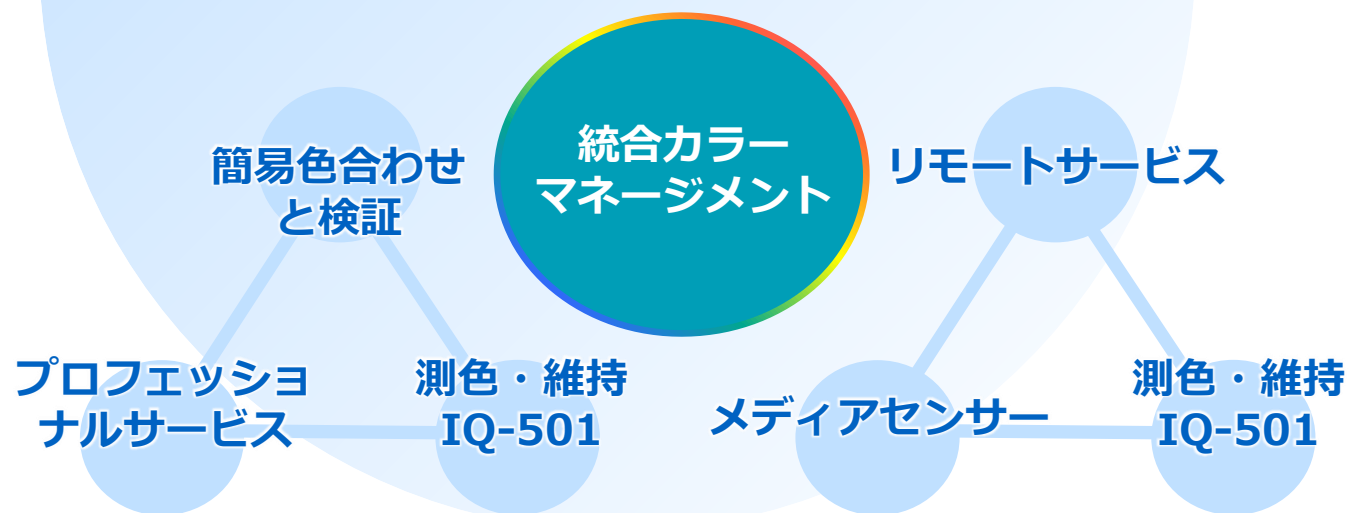 統合カラー
マネージメント
簡易色合わせ
と検証
プロフェッショ
ナルサービス
測色・維持
IQ-501
リモートサービス
メディアセンサー
測色・維持
IQ-501